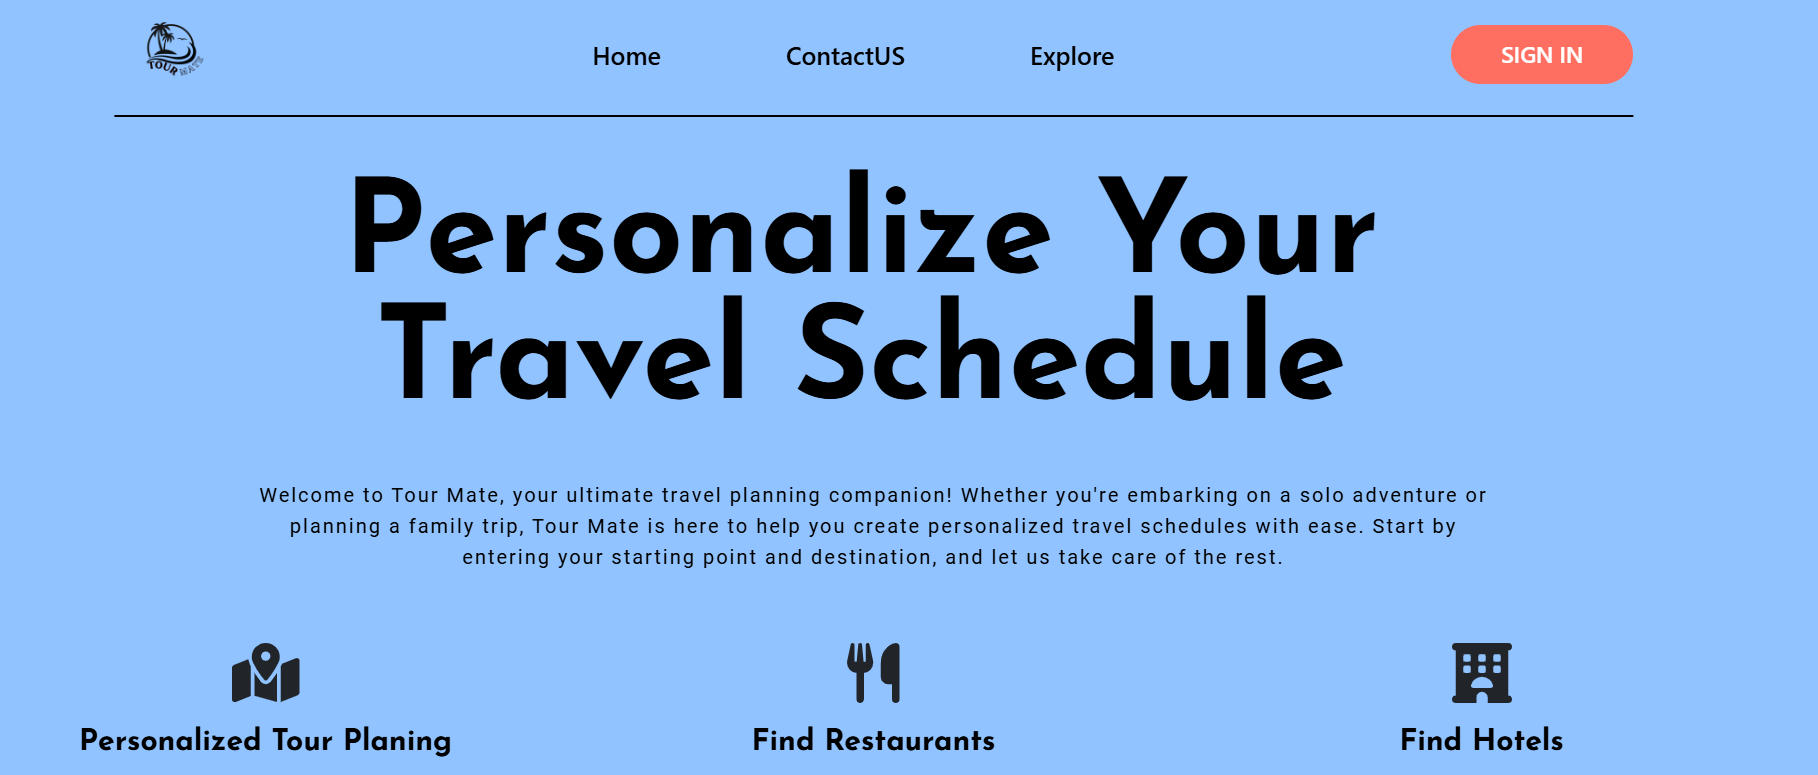 TOUR MATE
Home
ContactUS
Explore
SIGN IN
Personalize Your
Travel Schedule
Welcome to Tour Mate, your ultimate travel planning companion! Whether you're embarking on a solo adventure or
planning a family trip, Tour Mate is here to help you create personalized travel schedules with ease. Start by
entering your starting point and destination, and let us take care of the rest.
Personalized Tour Planing
Find Restaurants
Find Hotels